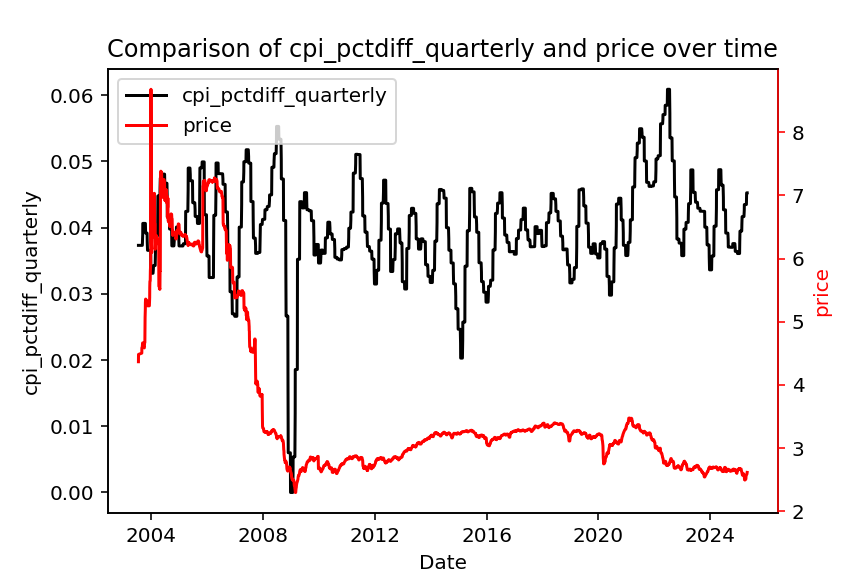 Comparison of cpi_pctdiff_quarterly and price over time
cpi_pctdiff_quarterly
price
0.06
0.05
0.04
0.03
0.02
0.01
0.00
cpi_pctdiff_quarterly
8
7
6
5
4
3
2
price
2004 2008 2012 2016 2020 2024
Date